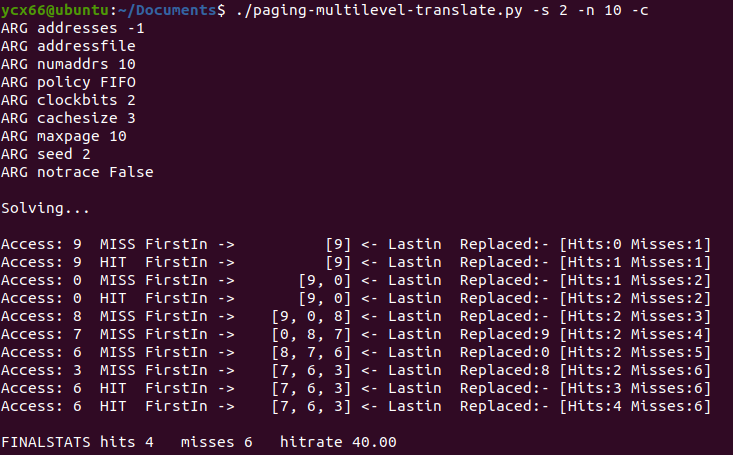 ycx66@ubuntu:~/Documents$ ./paging-multilevel-translate.py -s 2 -n 10 -c
ARG addresses -1
ARG addressfile
ARG numaddrs 10
ARG policy FIFO
ARG clockbits 2
ARG cachesize 3
ARG maxpage 10
ARG seed 2
ARG notrace False

Solving...

Access: 9  MISS FirstIn ->          [9] <- Lastin  Replaced:- [Hits:0 Misses:1]
Access: 9  HIT  FirstIn ->          [9] <- Lastin  Replaced:- [Hits:1 Misses:1]
Access: 0  MISS FirstIn ->       [9, 0] <- Lastin  Replaced:- [Hits:1 Misses:2]
Access: 0  HIT  FirstIn ->       [9, 0] <- Lastin  Replaced:- [Hits:2 Misses:2]
Access: 8  MISS FirstIn ->    [9, 0, 8] <- Lastin  Replaced:- [Hits:2 Misses:3]
Access: 7  MISS FirstIn ->    [0, 8, 7] <- Lastin  Replaced:9 [Hits:2 Misses:4]
Access: 6  MISS FirstIn ->    [8, 7, 6] <- Lastin  Replaced:0 [Hits:2 Misses:5]
Access: 3  MISS FirstIn ->    [7, 6, 3] <- Lastin  Replaced:8 [Hits:2 Misses:6]
Access: 6  HIT  FirstIn ->    [7, 6, 3] <- Lastin  Replaced:- [Hits:3 Misses:6]
Access: 6  HIT  FirstIn ->    [7, 6, 3] <- Lastin  Replaced:- [Hits:4 Misses:6]

FINALSTATS hits 4   misses 6   hitrate 40.00